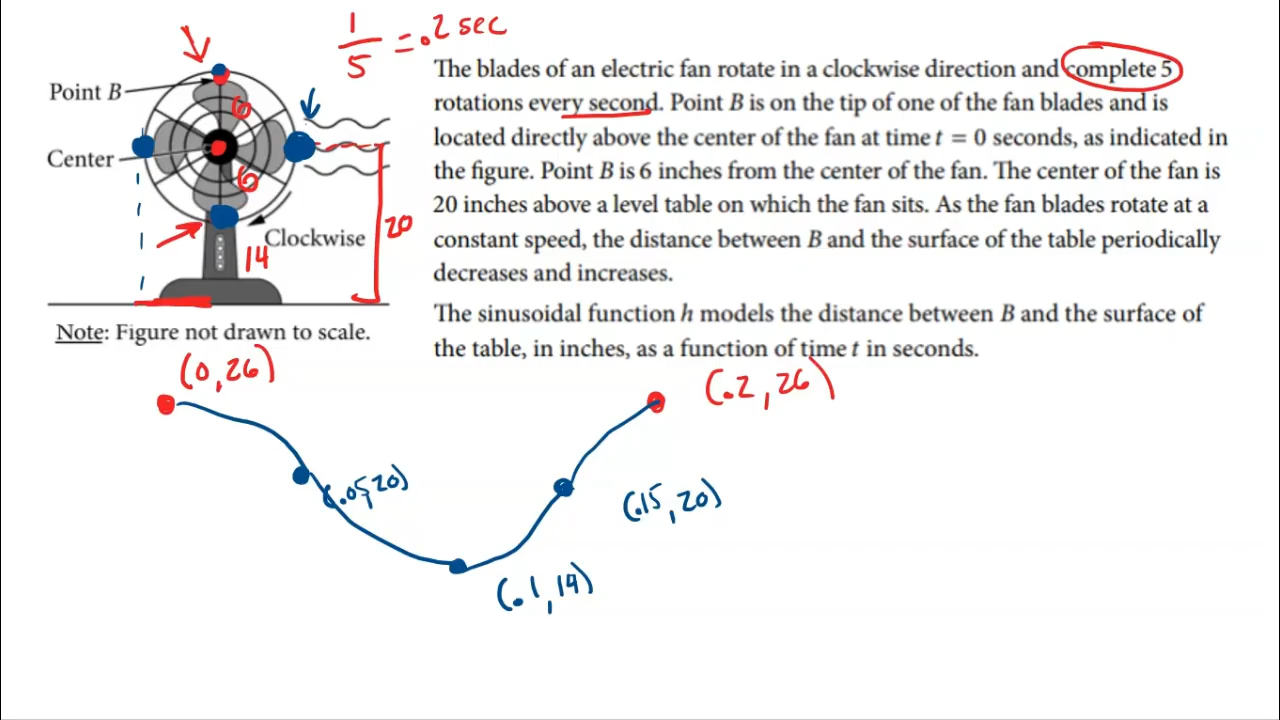 1
5
= .2 sec
The blades of an electric fan rotate in a clockwise direction and complete 5
rotations every second. Point B is on the tip of one of the fan blades and is
located directly above the center of the fan at time t = 0 seconds, as indicated in
the figure. Point B is 6 inches from the center of the fan. The center of the fan is
20 inches above a level table on which the fan sits. As the fan blades rotate at a
constant speed, the distance between B and the surface of the table periodically
decreases and increases.
The sinusoidal function h models the distance between B and the surface of
the table, in inches, as a function of time t in seconds.
Point B
6
Center
6
20
Clockwise
14
Note: Figure not drawn to scale.
(0, 26)
(.2, 26)
(.05, 20)
(.15, 20)
(.1, 14)